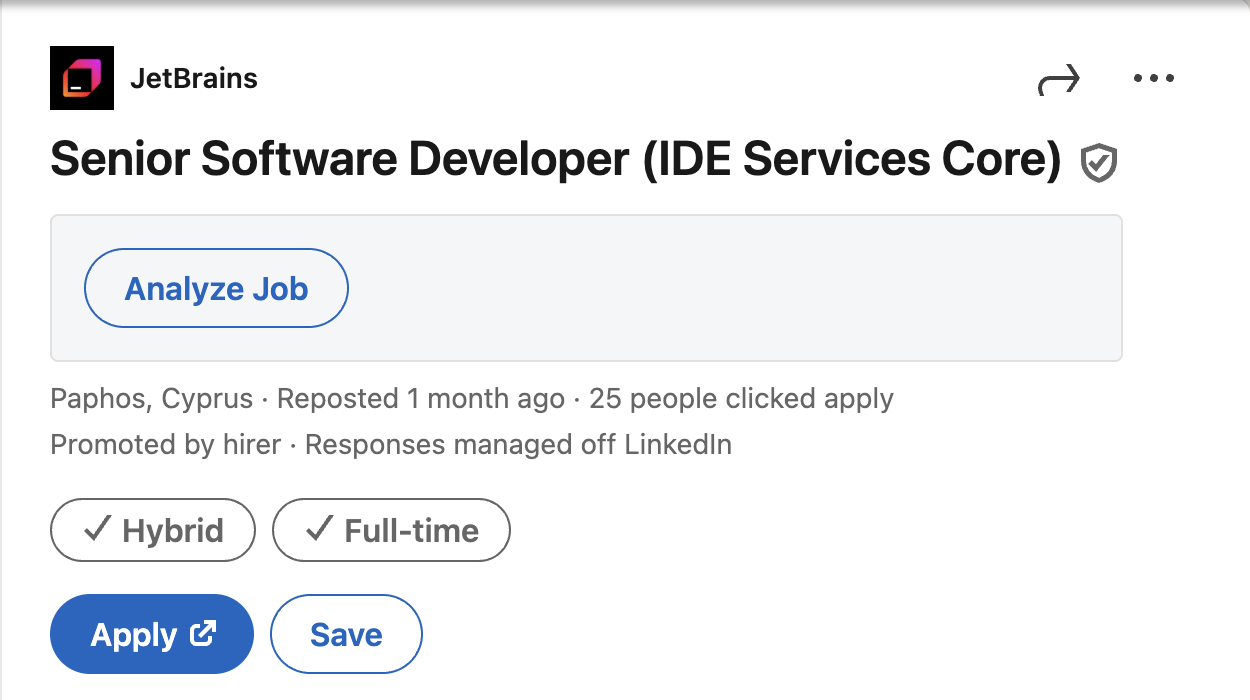 JetBrains
Senior Software Developer (IDE Services Core)
Analyze Job
Paphos, Cyprus · Reposted 1 month ago · 25 people clicked apply
Promoted by hirer · Responses managed off LinkedIn
Hybrid
Full-time
Apply
Save